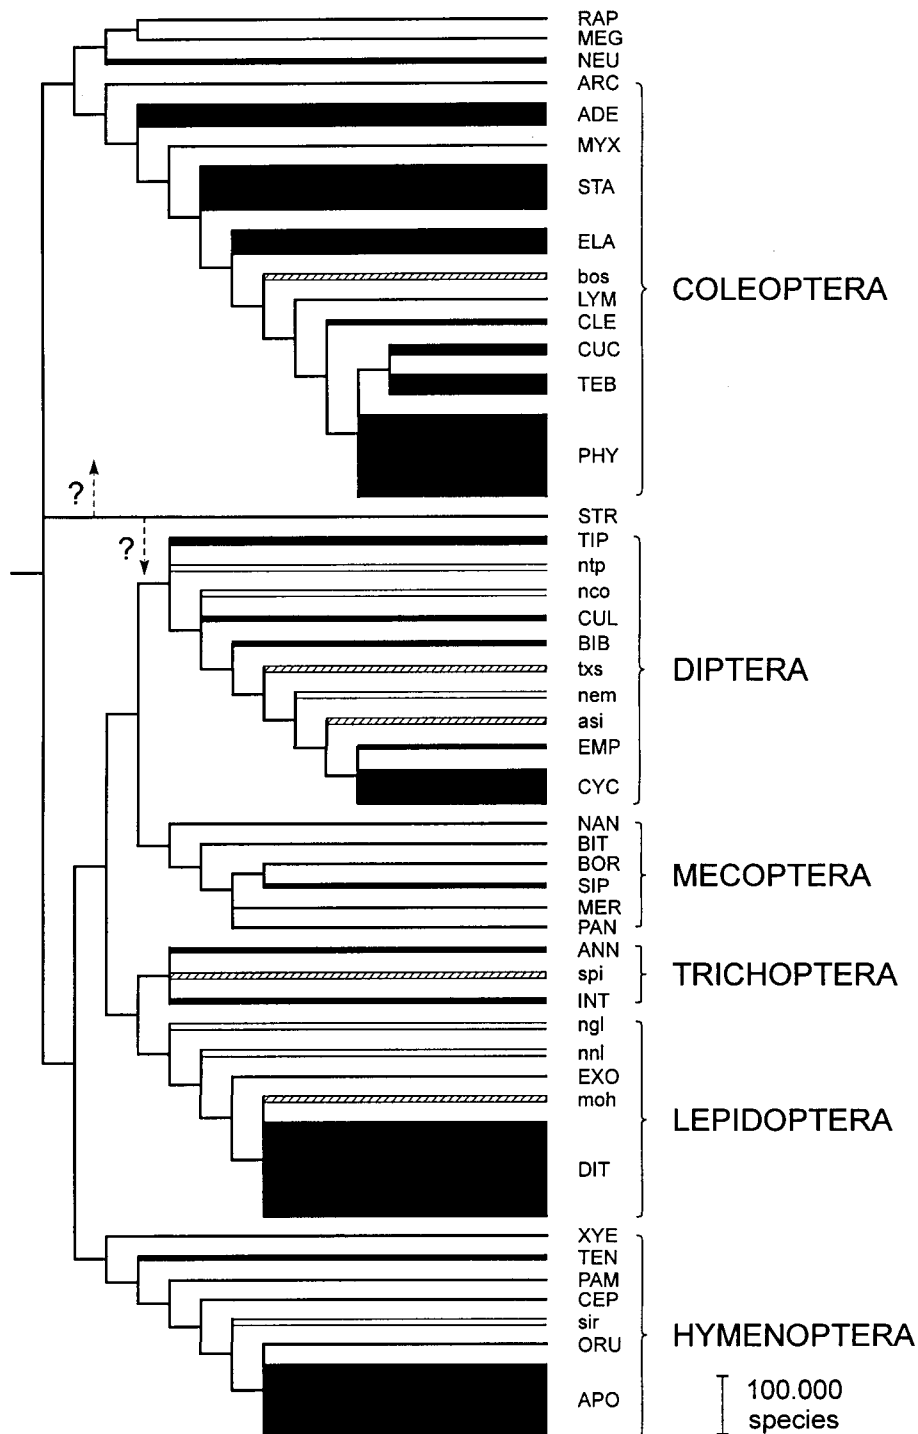 RAP
MEG
NEU
ARC
ADE
MYX
STA
ELA
bos
LYM
CLE
CUC
TEB
PHY
COLEOPTERA
?
STR
?
TIP
ntp
nco
CUL
BIB
txs
nem
asi
EMP
CYC
DIPTERA
NAN
BIT
BOR
SIP
MER
PAN
MECOPTERA
ANN
spi
INT
TRICHOPTERA
ngl
nnl
EXO
moh
DIT
LEPIDOPTERA
XYE
TEN
PAM
CEP
sir
ORU
APO
HYMENOPTERA
100.000
species